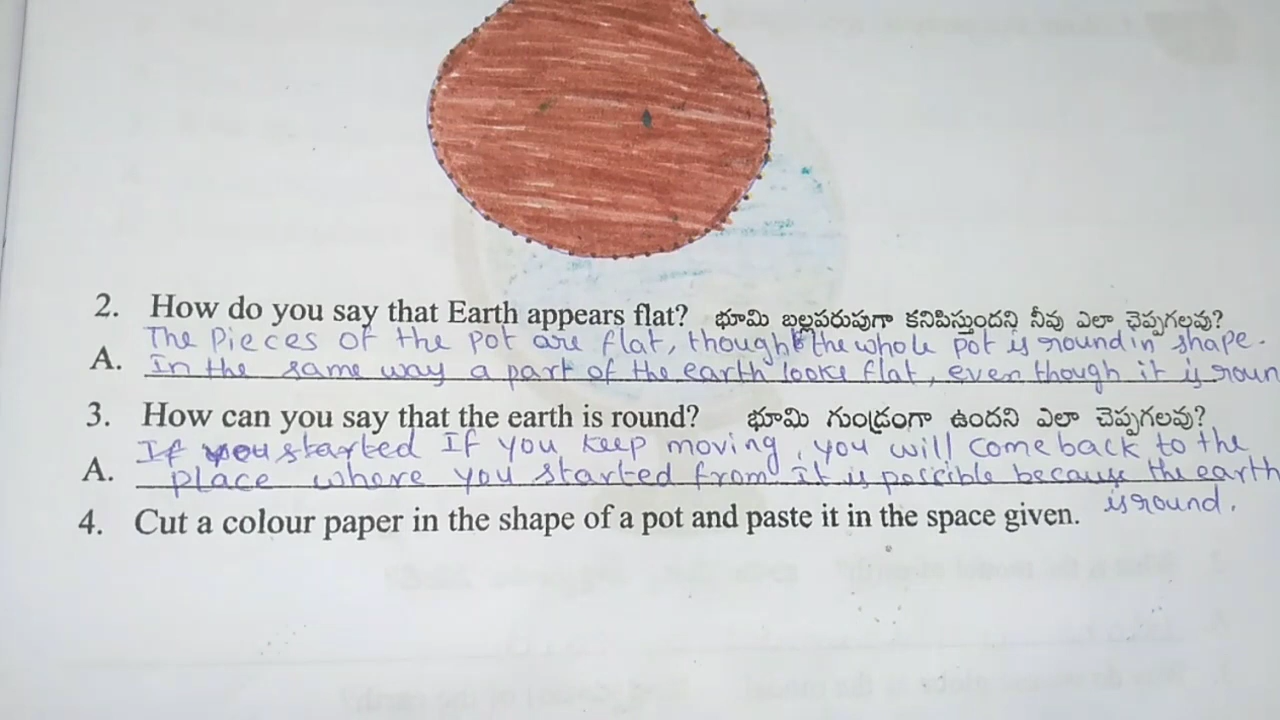 2. How do you say that Earth appears flat? భూమి బల్లపరుపుగా కనిపిస్తుందని నీవు ఎలా చెప్పగలవు?
The Pieces of the pot are flat, though the whole pot is round in shape.
A. In the same way a part of the earth looks flat, even though it is roun
3. How can you say that the earth is round? భూమి గుండ్రంగా ఉందని ఎలా చెప్పగలవు?
If you started If you keep moving, you will come back to the
A. place where you started from it is possible because the earth
is round.
4. Cut a colour paper in the shape of a pot and paste it in the space given.